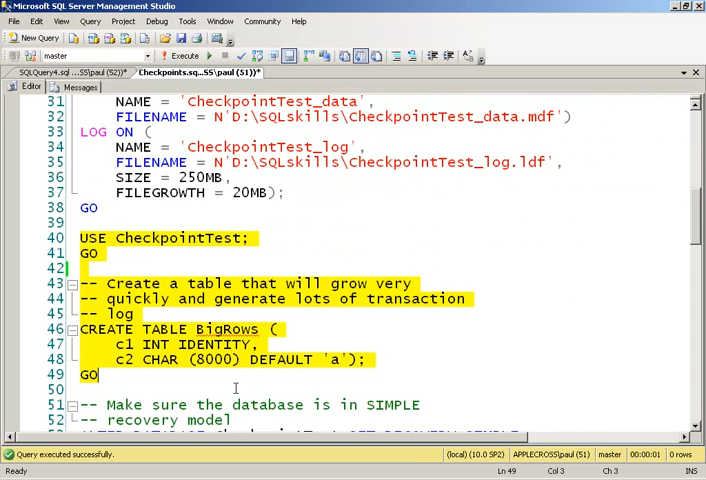 Microsoft SQL Server Management Studio
File Edit View Query Project Debug Tools Window Community Help
New Query
master Execute
SQLQuery4.sql ...SS\paul (52))* Checkpoints.sq...SS\paul (51))*
Editor Messages
31 NAME = 'CheckpointTest_data',
32 FILENAME = N'D:\SQLskills\CheckpointTest_data.mdf')
33 LOG ON (
34 NAME = 'CheckpointTest_log',
35 FILENAME = N'D:\SQLskills\CheckpointTest_log.ldf',
36 SIZE = 250MB,
37 FILEGROWTH = 20MB);
38 GO
39
40 USE CheckpointTest;
41 GO
42
43 -- Create a table that will grow very
44 -- quickly and generate lots of transaction
45 -- log
46 CREATE TABLE BigRows (
47 c1 INT IDENTITY,
48 c2 CHAR (8000) DEFAULT 'a');
49 GO
50
51 -- Make sure the database is in SIMPLE
52 -- recovery model
Query executed successfully. (local) (10.0 SP2) APPLECROSS\paul (51) master 00:00:01 0 rows
Ready Ln 49 Col 3 Ch 3